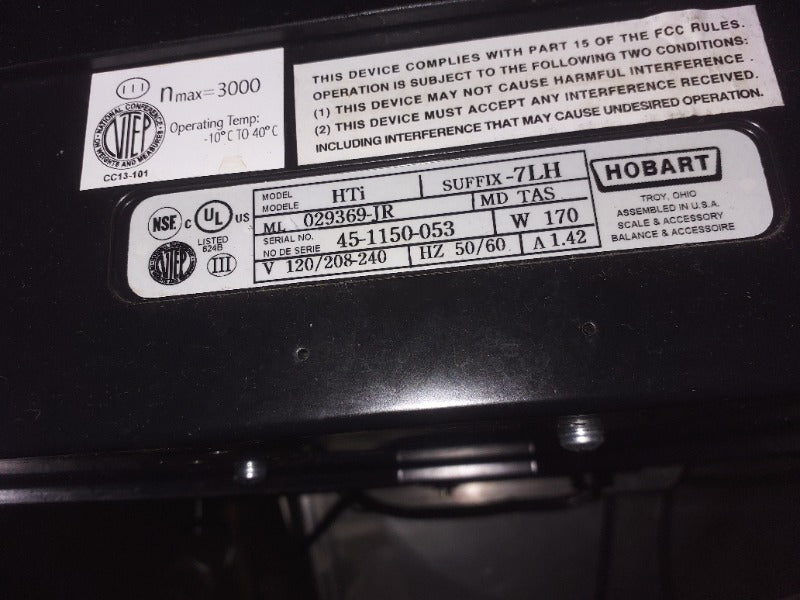 III nmax=3000
NATIONAL CONFERENCE
NTEP
ON WEIGHTS AND MEASURES
Operating Temp:
-10°C TO 40°C
CC13-101
THIS DEVICE COMPLIES WITH PART 15 OF THE FCC RULES.
OPERATION IS SUBJECT TO THE FOLLOWING TWO CONDITIONS:
(1) THIS DEVICE MAY NOT CAUSE HARMFUL INTERFERENCE .
(2) THIS DEVICE MUST ACCEPT ANY INTERFERENCE RECEIVED.
INCLUDING INTERFERENCE THAT MAY CAUSE UNDESIRED OPERATION.
NSF C UL US
LISTED
624B
NTEP III
MODEL
MODELE HTi SUFFIX -7LH
ML 029369-JR MD TAS
SERIAL NO.
NO DE SERIE 45-1150-053 W 170
V 120/208-240 HZ 50/60 A 1.42
HOBART
TROY, OHIO
ASSEMBLED IN U.S.A.
SCALE & ACCESSORY
BALANCE & ACCESSOIRE